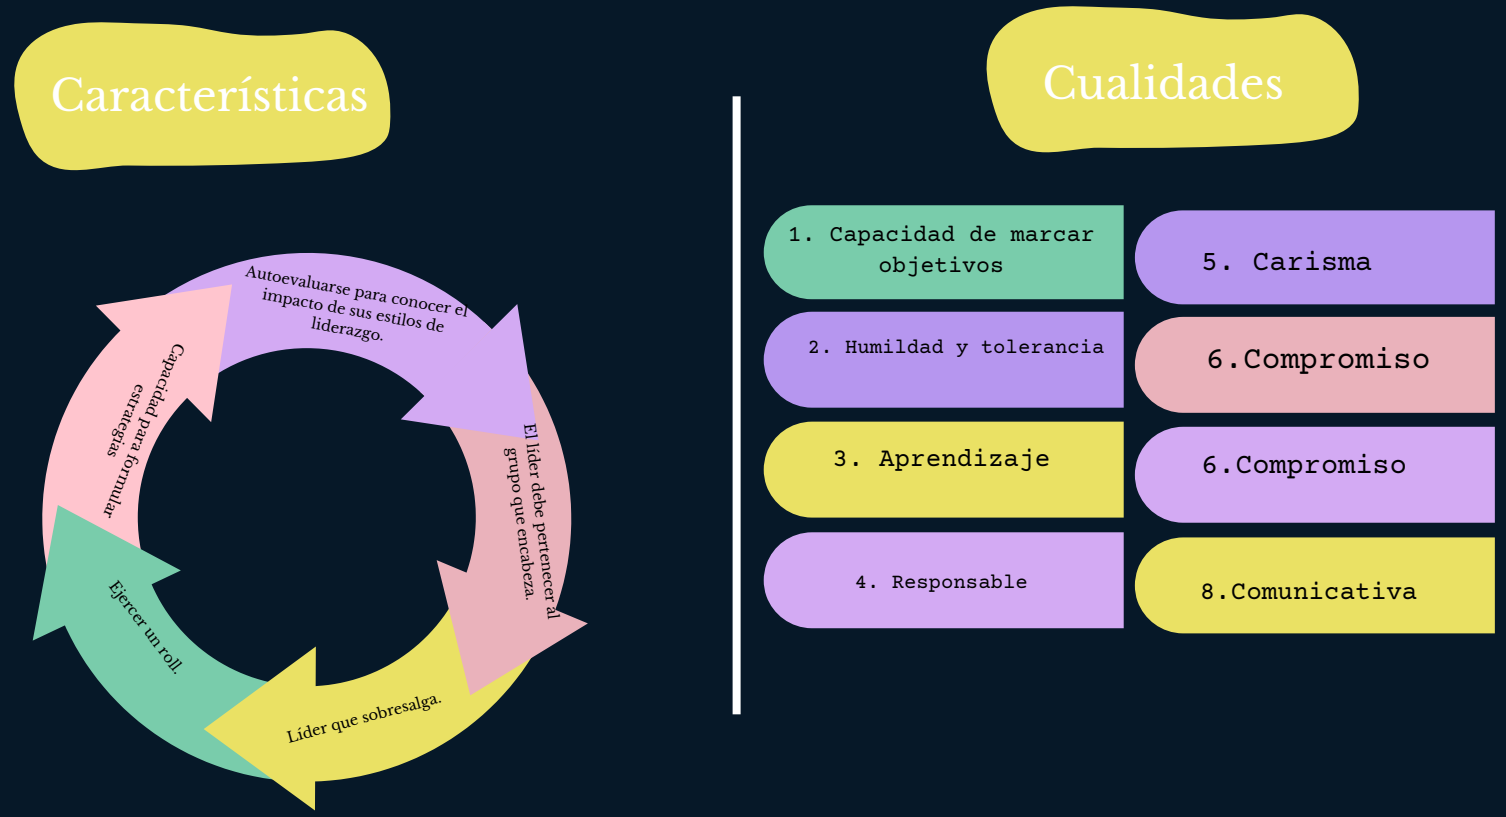 Características
Autoevaluarse para conocer el
impacto de sus estilos de
liderazgo.
El líder debe pertenecer al
grupo que encabeza.
Líder que sobresalga.
Ejercer un roll.
Capacidad para formular
estrategias
Cualidades
1. Capacidad de marcar
objetivos
2. Humildad y tolerancia
3. Aprendizaje
4. Responsable
5. Carisma
6.Compromiso
6.Compromiso
8.Comunicativa